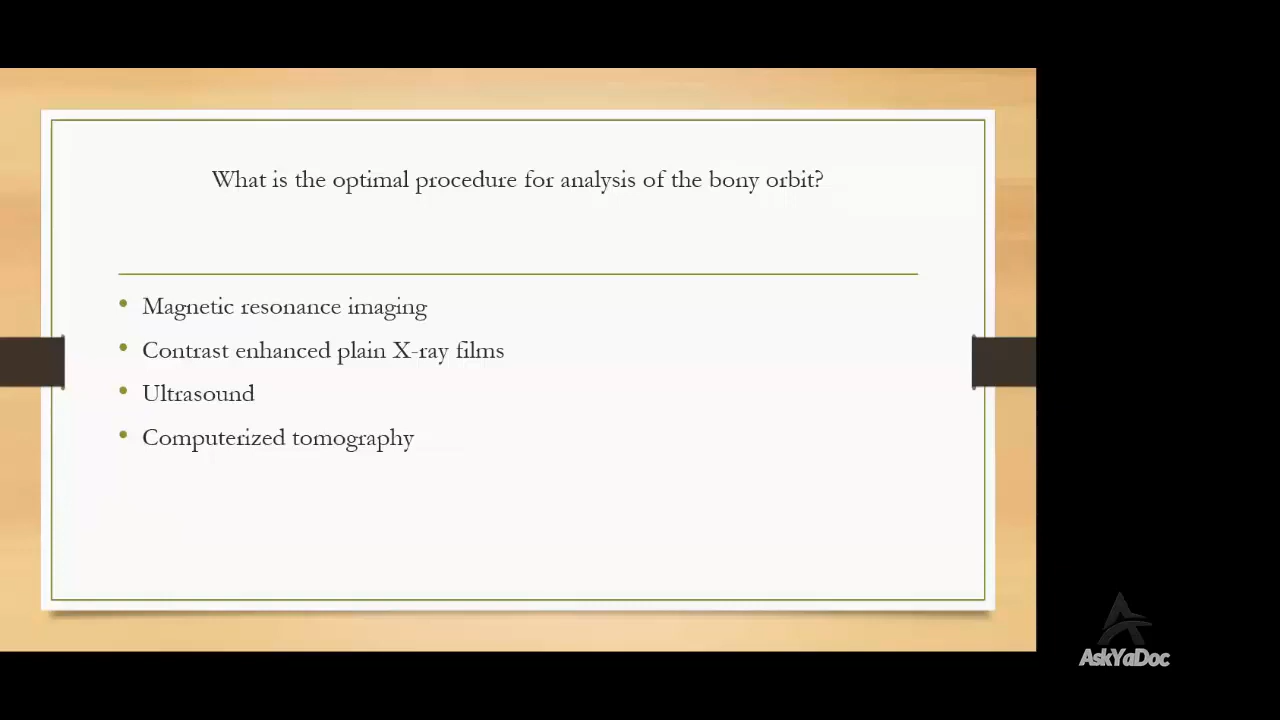 What is the optimal procedure for analysis of the bony orbit?
• Magnetic resonance imaging
• Contrast enhanced plain X-ray films
• Ultrasound
• Computerized tomography
AskYaDoc